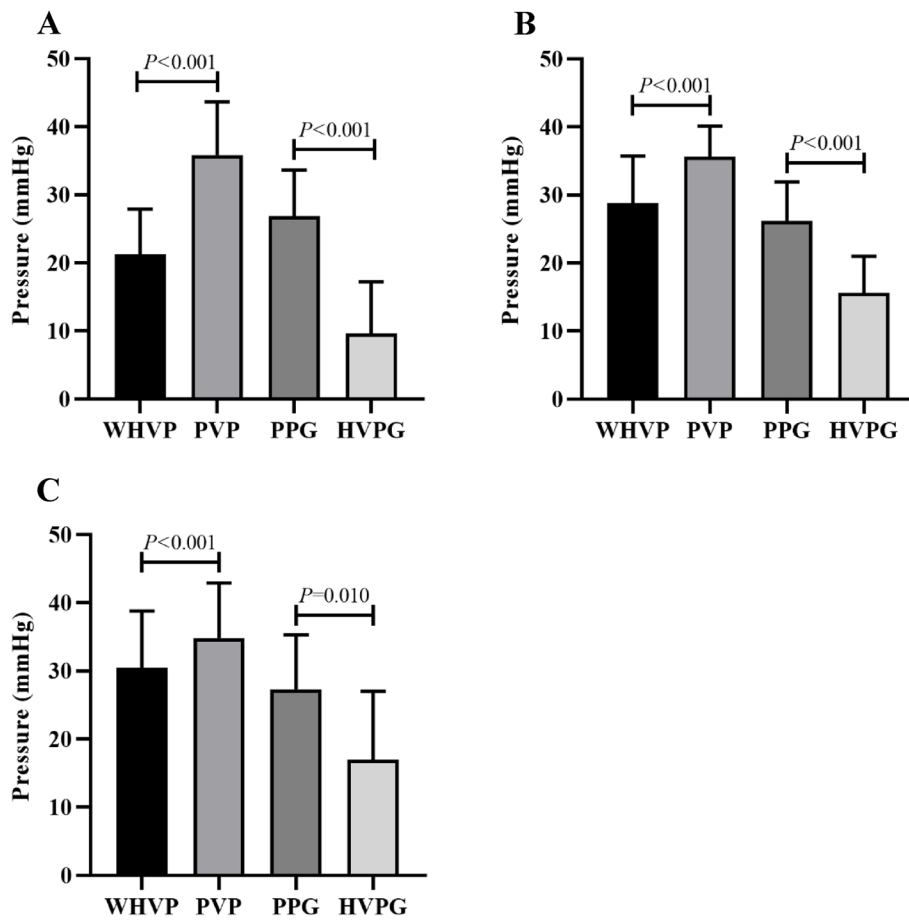 A
Pressure (mmHg)
50
40
30
20
10
0
P<0.001
P<0.001
WHVP PVP PPG HVPG
B
Pressure (mmHg)
50
40
30
20
10
0
P<0.001
P<0.001
WHVP PVP PPG HVPG
C
Pressure (mmHg)
50
40
30
20
10
0
P<0.001
P=0.010
WHVP PVP PPG HVPG